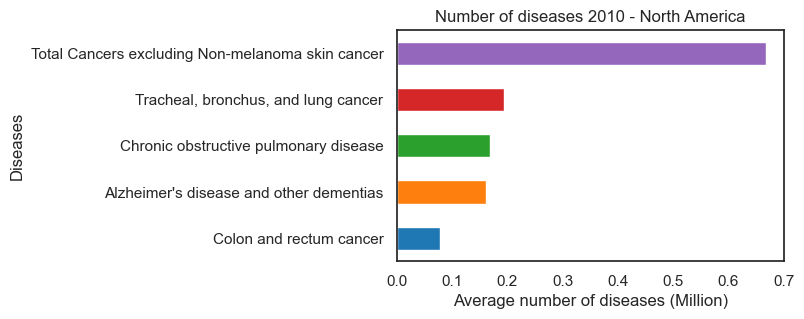 Number of diseases 2010 - North America
Diseases
Total Cancers excluding Non-melanoma skin cancer
Tracheal, bronchus, and lung cancer
Chronic obstructive pulmonary disease
Alzheimer's disease and other dementias
Colon and rectum cancer
0.0 0.1 0.2 0.3 0.4 0.5 0.6 0.7
Average number of diseases (Million)